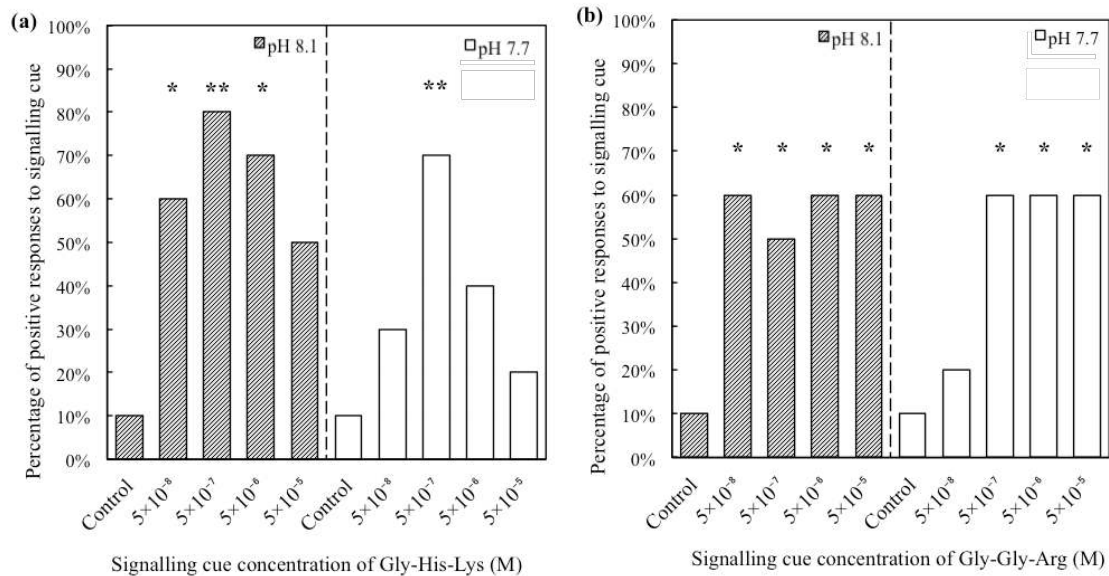 (a)
Percentage of positive responses to signalling cue
100%
90%
80%
70%
60%
50%
40%
30%
20%
10%
0%
pH 8.1
pH 7.7
* ** * **
Control 5×10⁻⁸ 5×10⁻⁷ 5×10⁻⁶ 5×10⁻⁵ Control 5×10⁻⁸ 5×10⁻⁷ 5×10⁻⁶ 5×10⁻⁵
Signalling cue concentration of Gly-His-Lys (M)
(b)
Percentage of positive responses to signalling cue
100%
90%
80%
70%
60%
50%
40%
30%
20%
10%
0%
pH 8.1
pH 7.7
* * * * * * *
Control 5×10⁻⁸ 5×10⁻⁷ 5×10⁻⁶ 5×10⁻⁵ Control 5×10⁻⁸ 5×10⁻⁷ 5×10⁻⁶ 5×10⁻⁵
Signalling cue concentration of Gly-Gly-Arg (M)